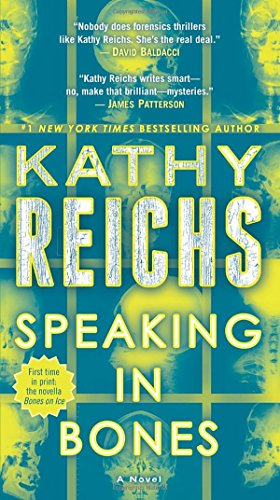 "Nobody does forensics thrillers
like Kathy Reichs. She's the real deal."
— DAVID BALDACCI
"Kathy Reichs writes smart—
no, make that brilliant—mysteries."
— JAMES PATTERSON
#1 NEW YORK TIMES BESTSELLING AUTHOR
KATHY
REICHS
SPEAKING
IN
BONES
First time
in print:
the novella
Bones on Ice
A Novel